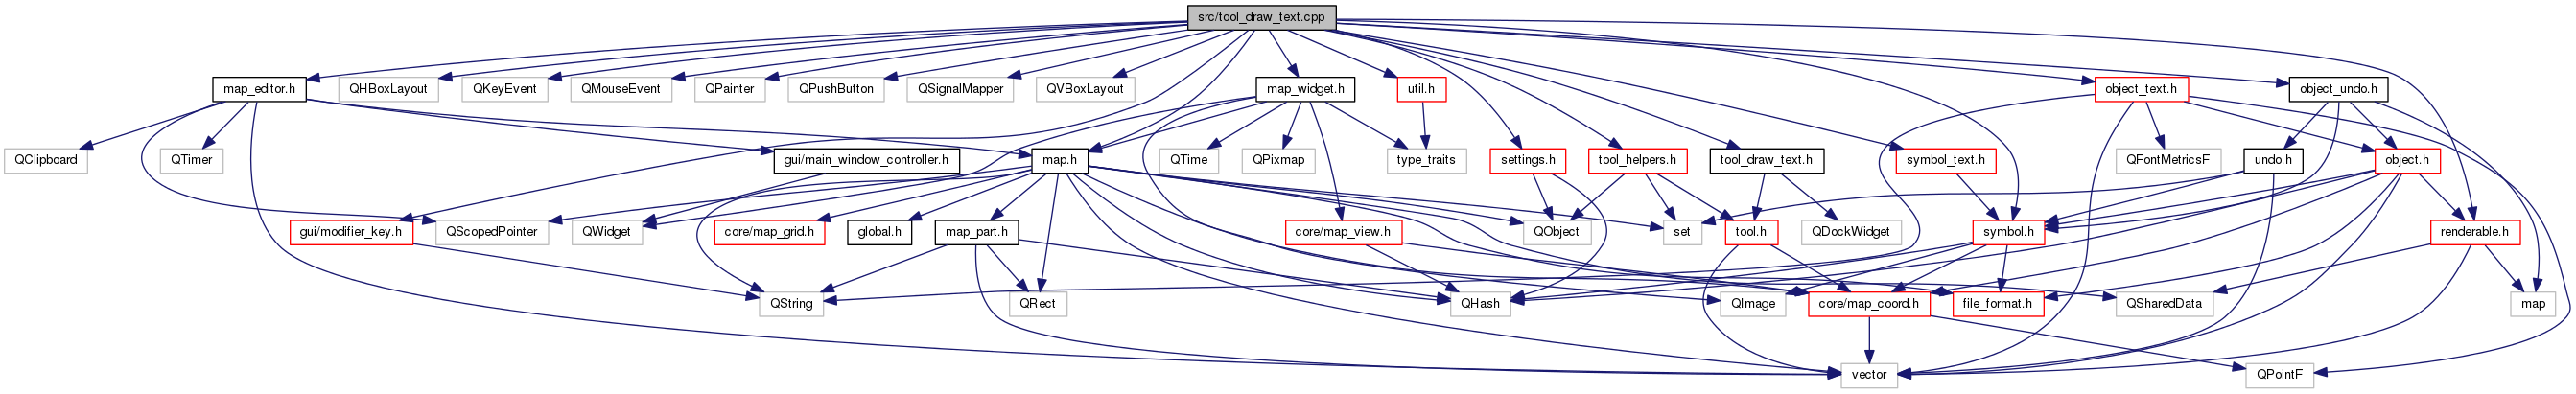 src/tool_draw_text.cpp
map_editor.h
QHBoxLayout
QKeyEvent
QMouseEvent
QPainter
QPushButton
QSignalMapper
QVBoxLayout
map_widget.h
util.h
object_text.h
object_undo.h
QClipboard
QTimer
gui/main_window_controller.h
map.h
QTime
QPixmap
type_traits
settings.h
tool_helpers.h
tool_draw_text.h
symbol_text.h
QFontMetricsF
undo.h
object.h
gui/modifier_key.h
QScopedPointer
QWidget
core/map_grid.h
global.h
map_part.h
core/map_view.h
QObject
set
tool.h
QDockWidget
symbol.h
renderable.h
QString
QRect
QHash
QImage
core/map_coord.h
file_format.h
QSharedData
map
vector
QPointF